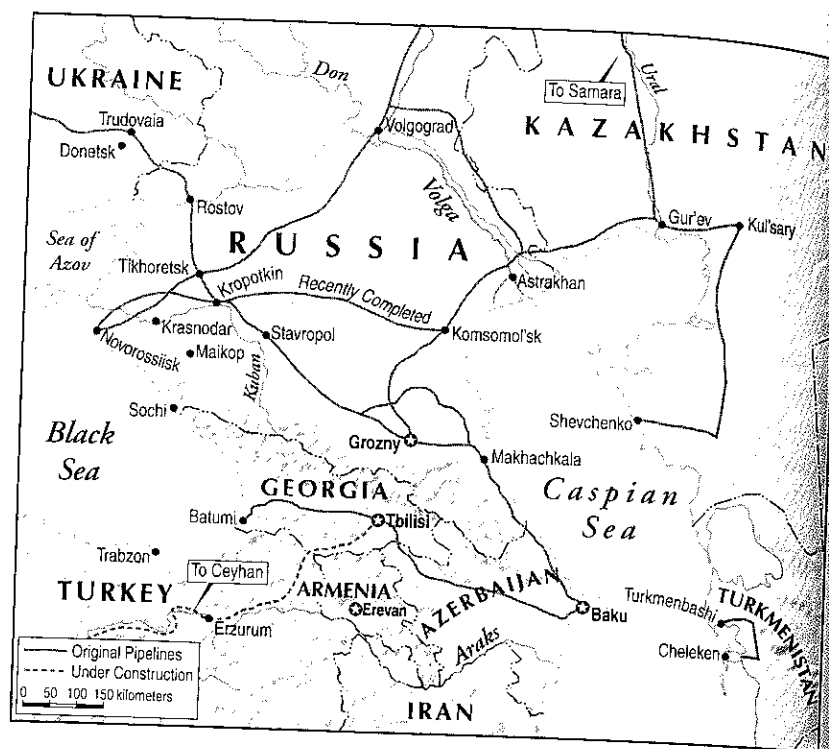 UKRAINE
Don
Ural
To Samara
Trudovaia
Donetsk
Volgograd
KAZAKHSTAN
Volga
Rostov
Gur'ev
Kul'sary
Sea of
Azov
RUSSIA
Tikhoretsk
Kropotkin
Recently Completed
Astrakhan
Novorossiisk
Krasnodar
Stavropol
Komsomol'sk
Maikop
Kuban
Sochi
Shevchenko
Black
Sea
Grozny
Makhachkala
GEORGIA
Caspian
Sea
Batumi
Tbilisi
Trabzon
To Ceyhan
TURKEY
ARMENIA
AZERBAIJAN
Erevan
Baku
Turkmenbashi
TURKMENISTAN
Erzurum
Araks
Cheleken
Original Pipelines
Under Construction
0 50 100 150 kilometers
IRAN